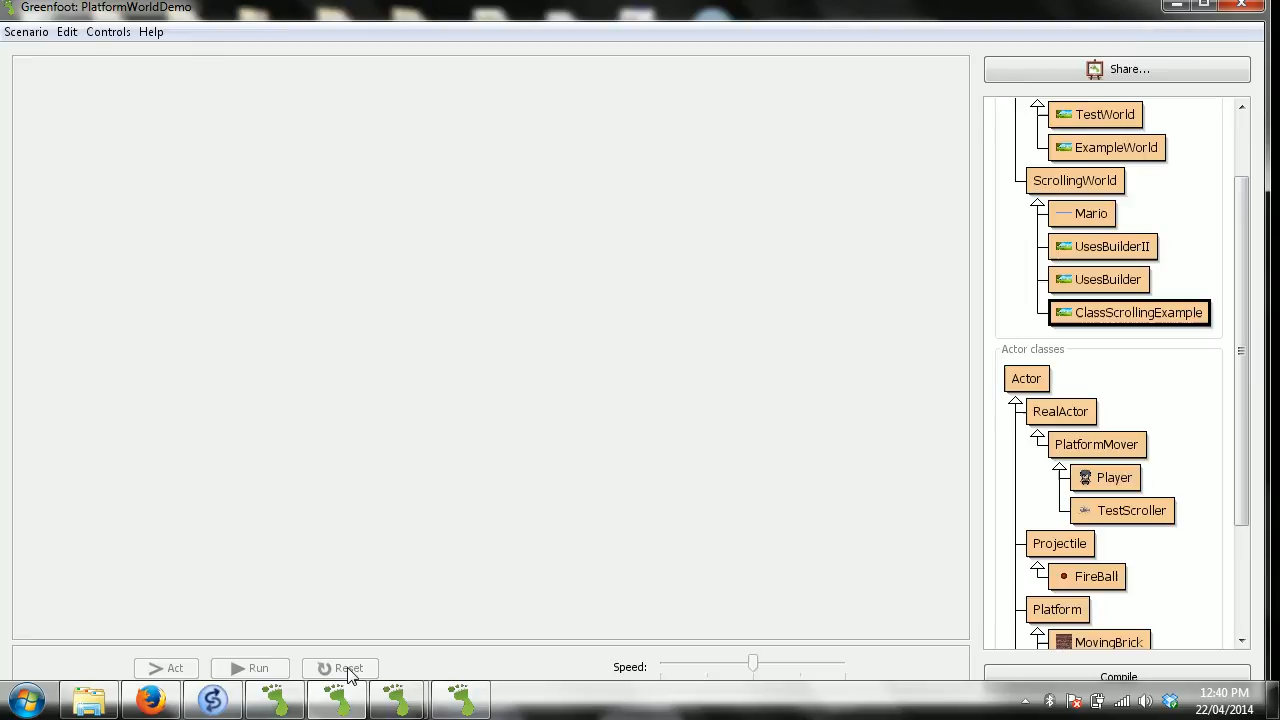 Greenfoot: PlatformWorldDemo
Scenario Edit Controls Help
Share...
TestWorld
ExampleWorld
ScrollingWorld
Mario
UsesBuilderII
UsesBuilder
ClassScrollingExample
Actor classes
Actor
RealActor
PlatformMover
Player
TestScroller
Projectile
FireBall
Platform
MovingBrick
Act Run Reset Speed:
Compile
12:40 PM
22/04/2014